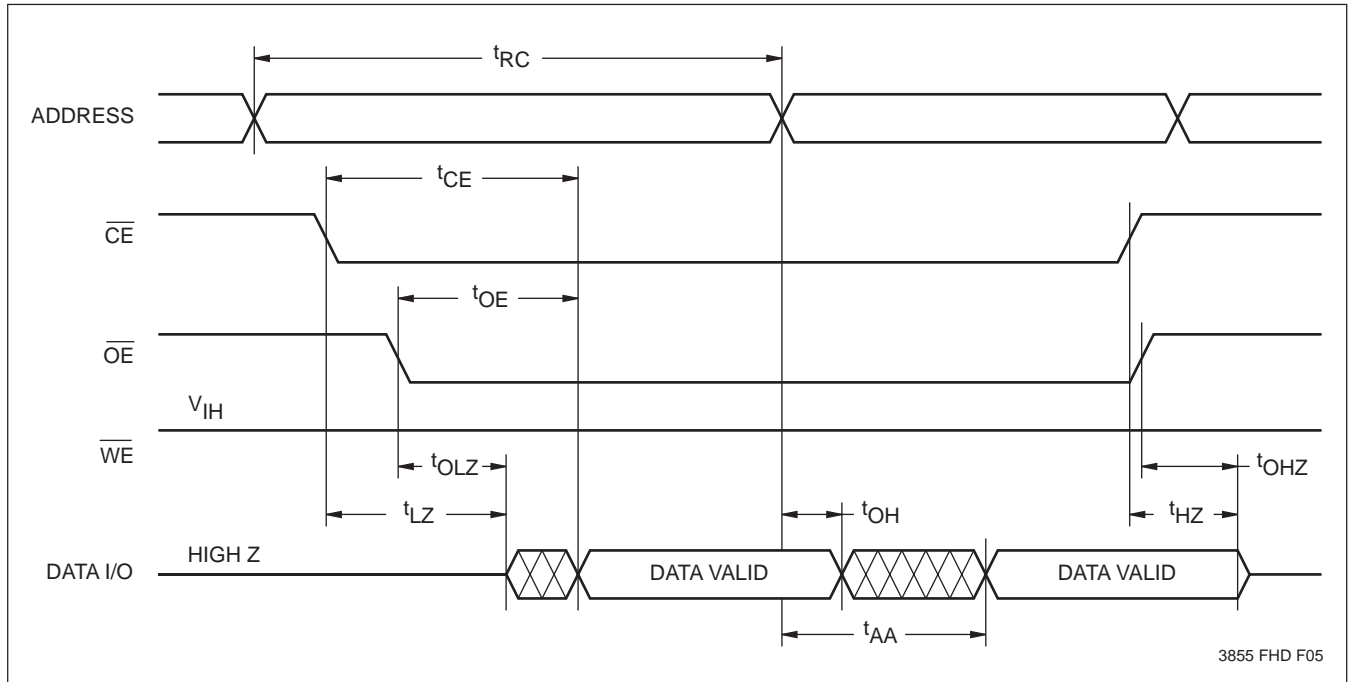 tRC
ADDRESS
tCE
CE
tOE
OE
VIH
WE
tOLZ
tOHZ
tLZ
tOH
tHZ
HIGH Z
DATA I/O
DATA VALID
DATA VALID
tAA
3855 FHD F05